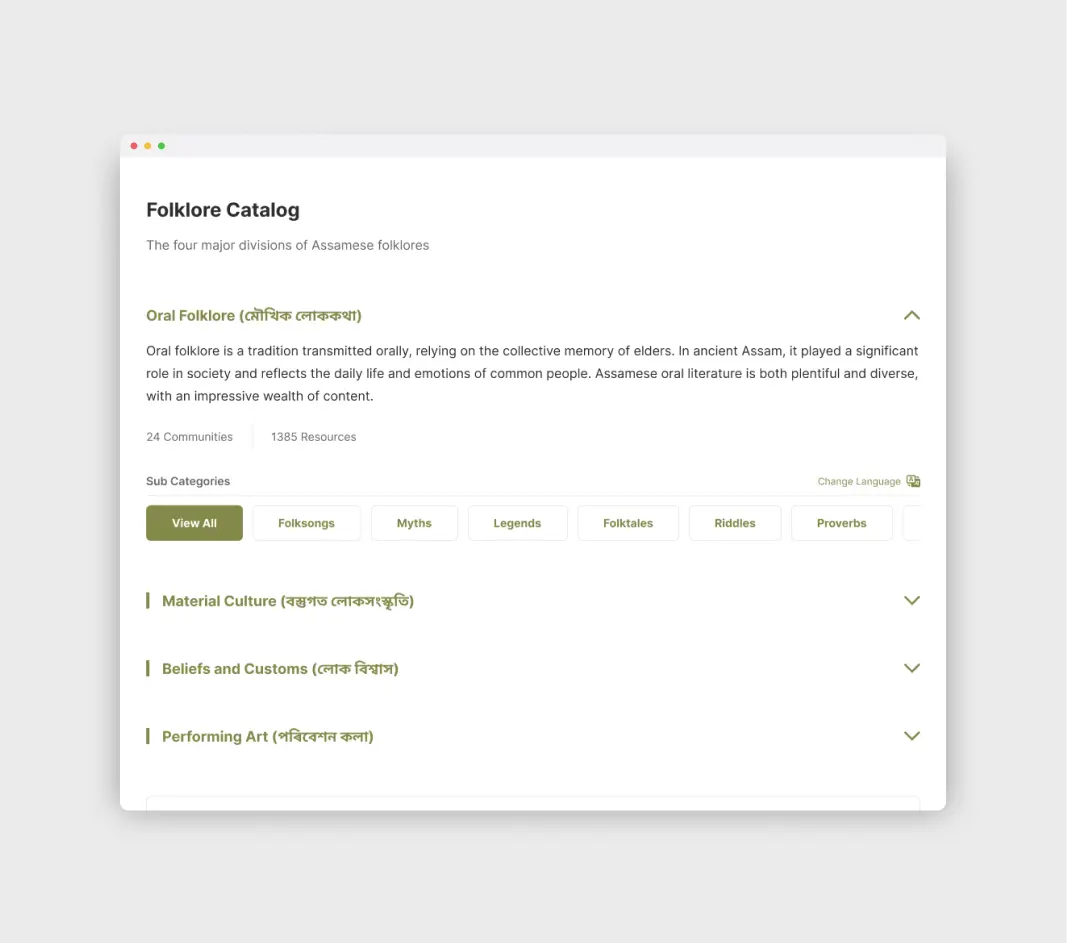 Folklore Catalog
The four major divisions of Assamese folklores
Oral Folklore (মৌখিক লোককথা)
Oral folklore is a tradition transmitted orally, relying on the collective memory of elders. In ancient Assam, it played a significant
role in society and reflects the daily life and emotions of common people. Assamese oral literature is both plentiful and diverse,
with an impressive wealth of content.
24 Communities 1385 Resources
Sub Categories Change Language
View All Folksongs Myths Legends Folktales Riddles Proverbs
Material Culture (বস্তুগত লোকসংস্কৃতি)
Beliefs and Customs (লোক বিশ্বাস)
Performing Art (পৰিবেশন কলা)